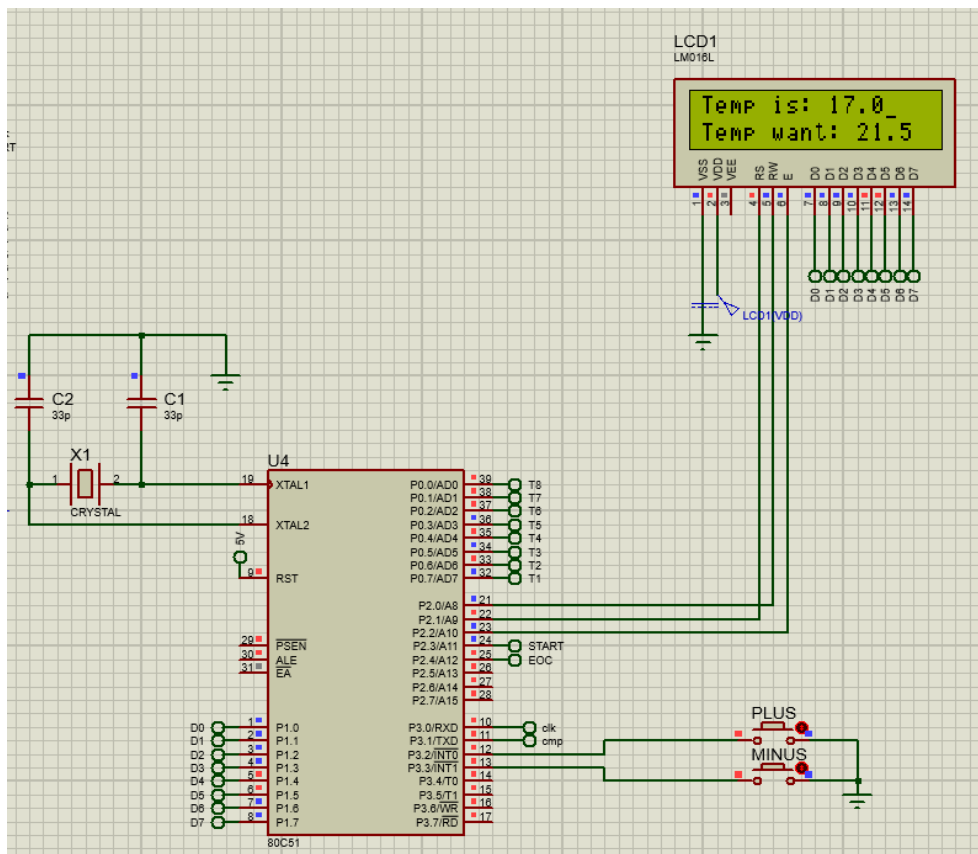 LCD1
LM016L
Temp is: 17.0_
Temp want: 21.5
VSS VDD VEE RS RW E D0 D1 D2 D3 D4 D5 D6 D7
1 2 3 4 5 6 7 8 9 10 11 12 13 14
D0 D1 D2 D3 D4 D5 D6 D7
LCD1(VDD)
RT
C2
33p
C1
33p
X1
1 2
CRYSTAL
U4
19 XTAL1
18 XTAL2
5V
9 RST
29 PSEN
30 ALE
31 EA
D0 1 P1.0
D1 2 P1.1
D2 3 P1.2
D3 4 P1.3
D4 5 P1.4
D5 6 P1.5
D6 7 P1.6
D7 8 P1.7
P0.0/AD0 39 T8
P0.1/AD1 38 T7
P0.2/AD2 37 T6
P0.3/AD3 36 T5
P0.4/AD4 35 T4
P0.5/AD5 34 T3
P0.6/AD6 33 T2
P0.7/AD7 32 T1
P2.0/A8 21
P2.1/A9 22
P2.2/A10 23
P2.3/A11 24 START
P2.4/A12 25 EOC
P2.5/A13 26
P2.6/A14 27
P2.7/A15 28
P3.0/RXD 10 clk
P3.1/TXD 11 cmp
P3.2/INT0 12
P3.3/INT1 13
P3.4/T0 14
P3.5/T1 15
P3.6/WR 16
P3.7/RD 17
80C51
PLUS
MINUS